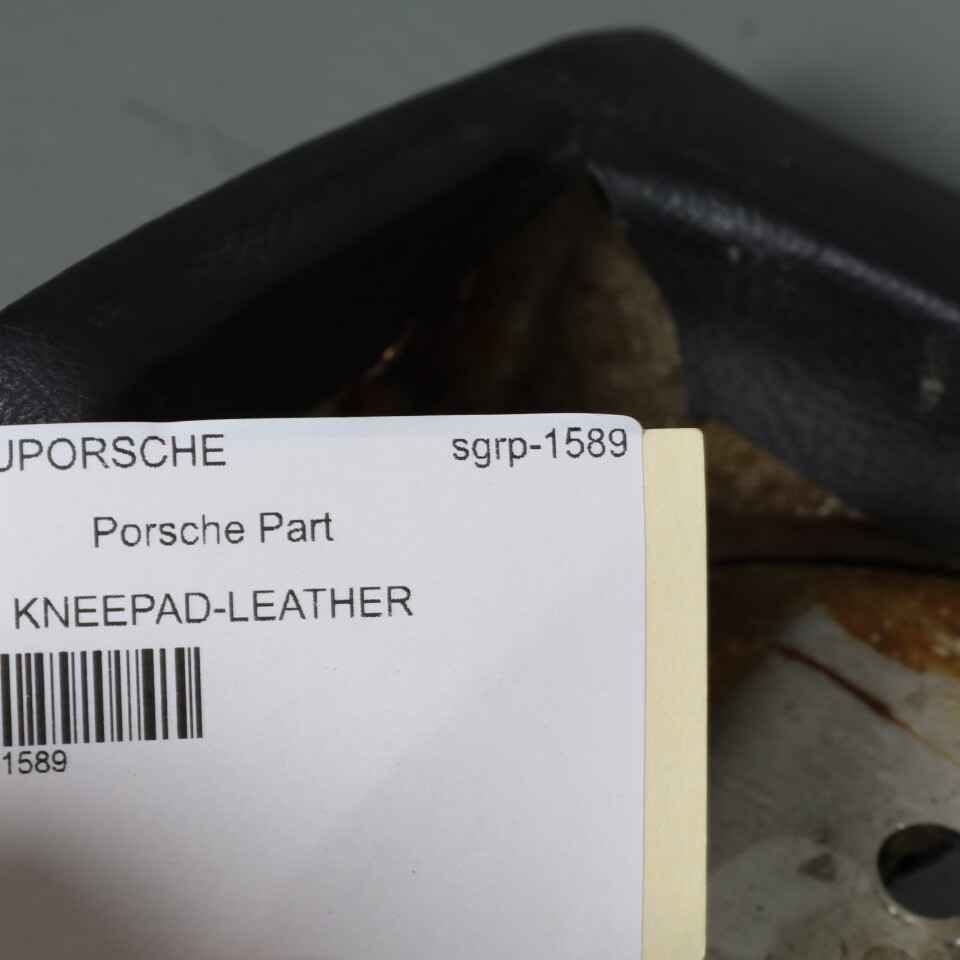 UPORSCHE sgrp-1589
Porsche Part
KNEEPAD-LEATHER
1589